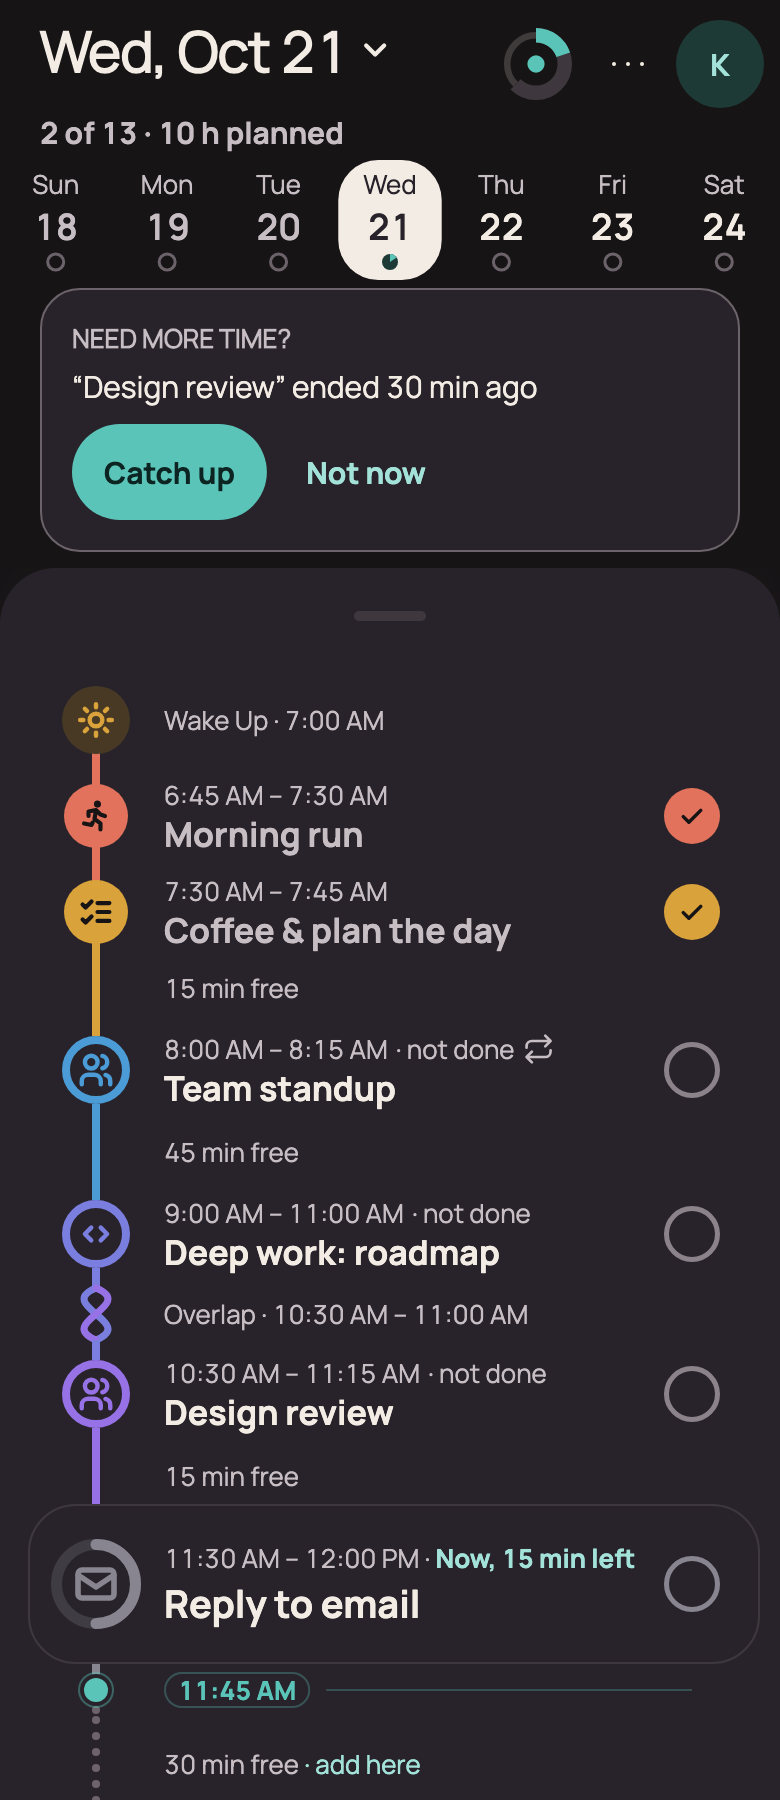 Wed, Oct 21
K
2 of 13 · 10 h planned
Sun Mon Tue Wed Thu Fri Sat
18 19 20 21 22 23 24
NEED MORE TIME?
“Design review” ended 30 min ago
Catch up Not now
Wake Up · 7:00 AM
6:45 AM – 7:30 AM
Morning run
7:30 AM – 7:45 AM
Coffee & plan the day
15 min free
8:00 AM – 8:15 AM · not done
Team standup
45 min free
9:00 AM – 11:00 AM · not done
Deep work: roadmap
Overlap · 10:30 AM – 11:00 AM
10:30 AM – 11:15 AM · not done
Design review
15 min free
11:30 AM – 12:00 PM · Now, 15 min left
Reply to email
11:45 AM
30 min free · add here